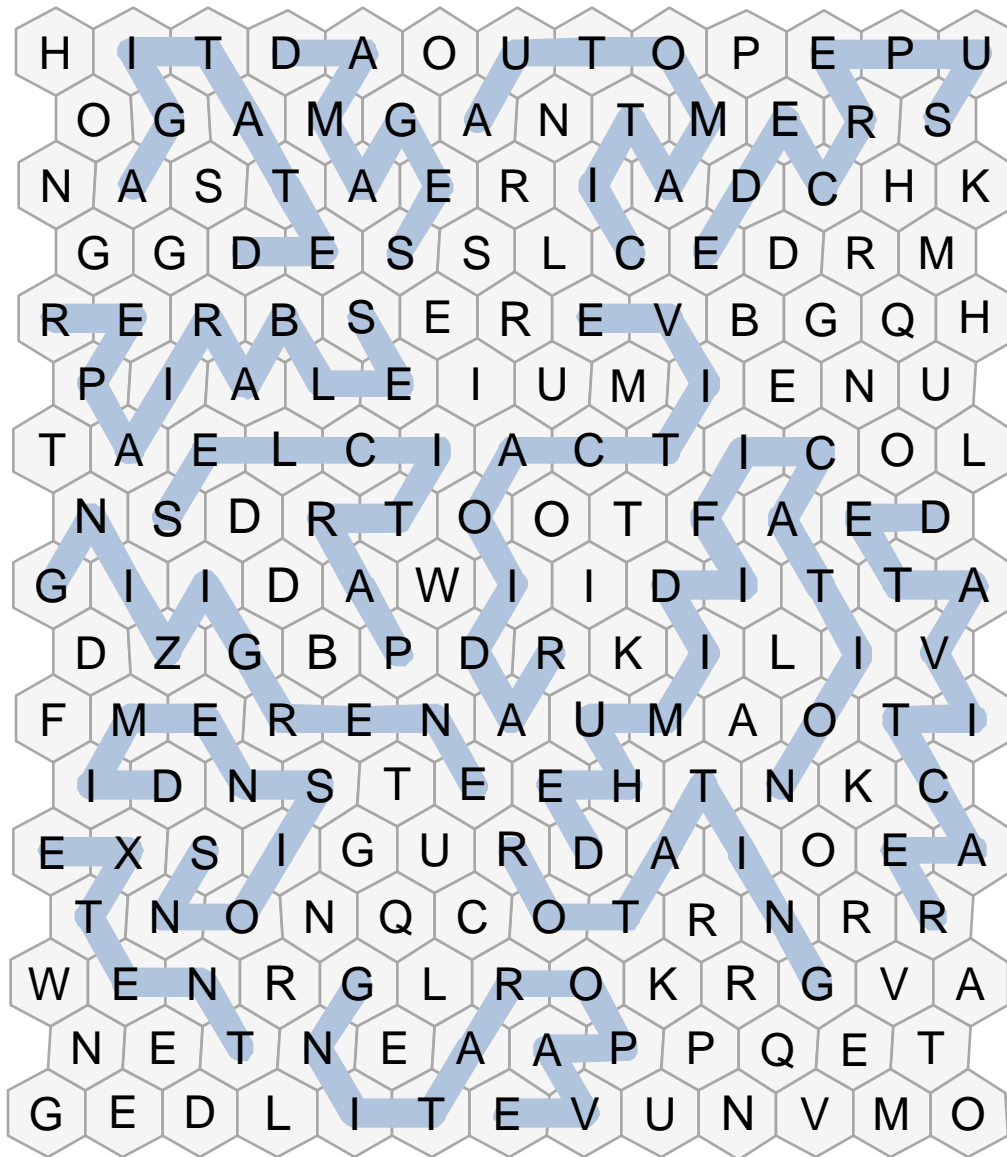 H I T D A O U T O P E P U
O G A M G A N T M E R S
N A S T A E R I A D C H K
G G D E S S L C E D R M
R E R B S E R E V B G Q H
P I A L E I U M I E N U
T A E L C I A C T I C O L
N S D R T O O T F A E D
G I I D A W I I D I T T A
D Z G B P D R K I L I V
F M E R E N A U M A O T I
I D N S T E E H T N K C
E X S I G U R D A I O E A
T N O N Q C O T R N R R
W E N R G L R O K R G V A
N E T N E A A P P Q E T
G E D L I T E V U N V M O